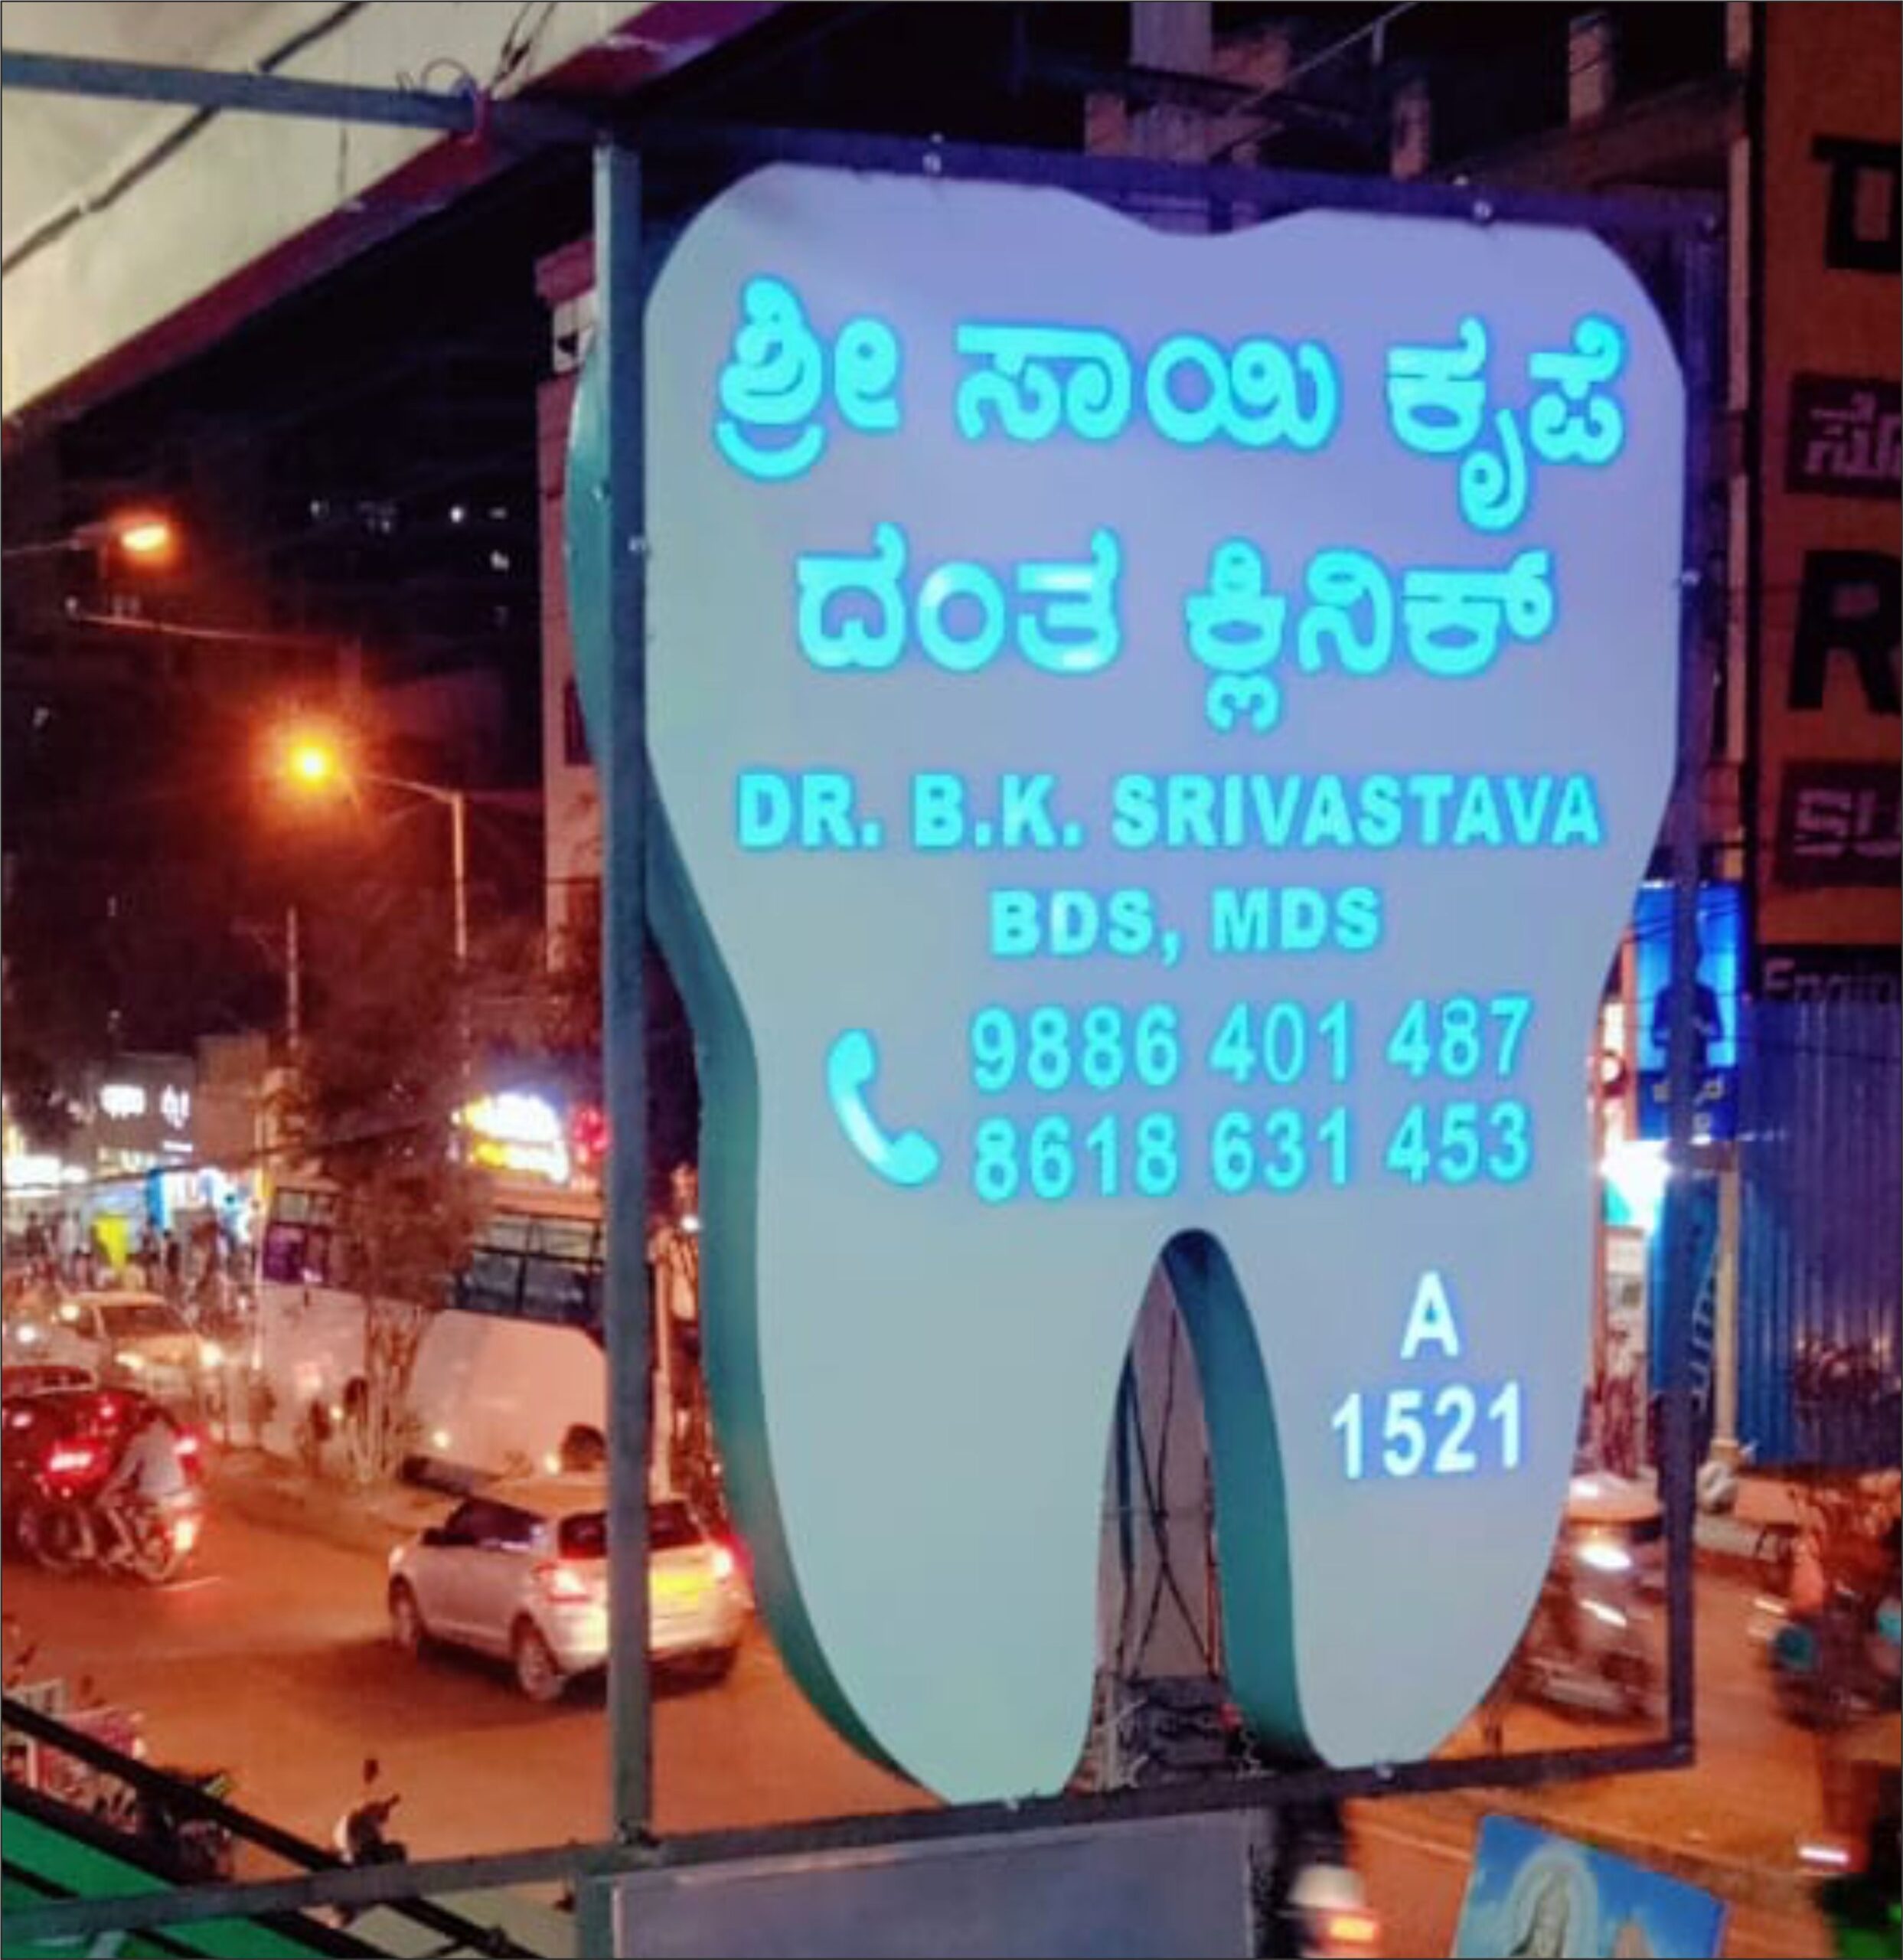 ಶ್ರೀ ಸಾಯಿ ಕೃಪೆ
ದಂತ ಕ್ಲಿನಿಕ್
DR. B.K. SRIVASTAVA
BDS, MDS
9886 401 487
8618 631 453
A
1521